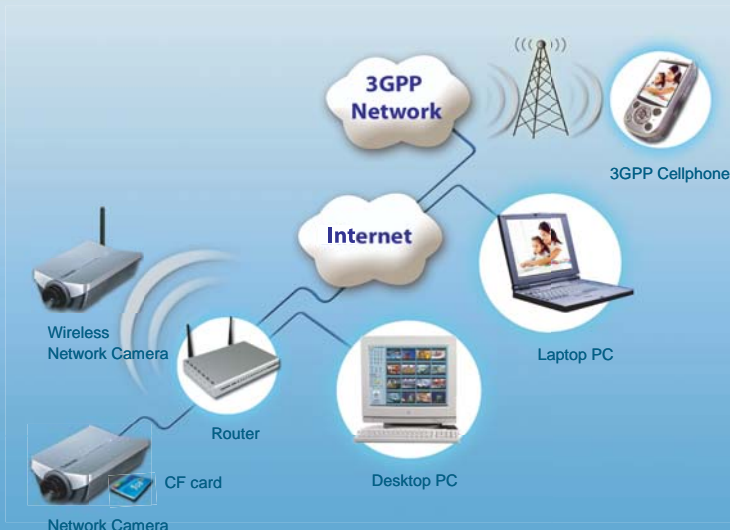 3GPP
Network
3GPP Cellphone
Internet
Wireless
Network Camera
Laptop PC
Router
CF card
Desktop PC
Network Camera